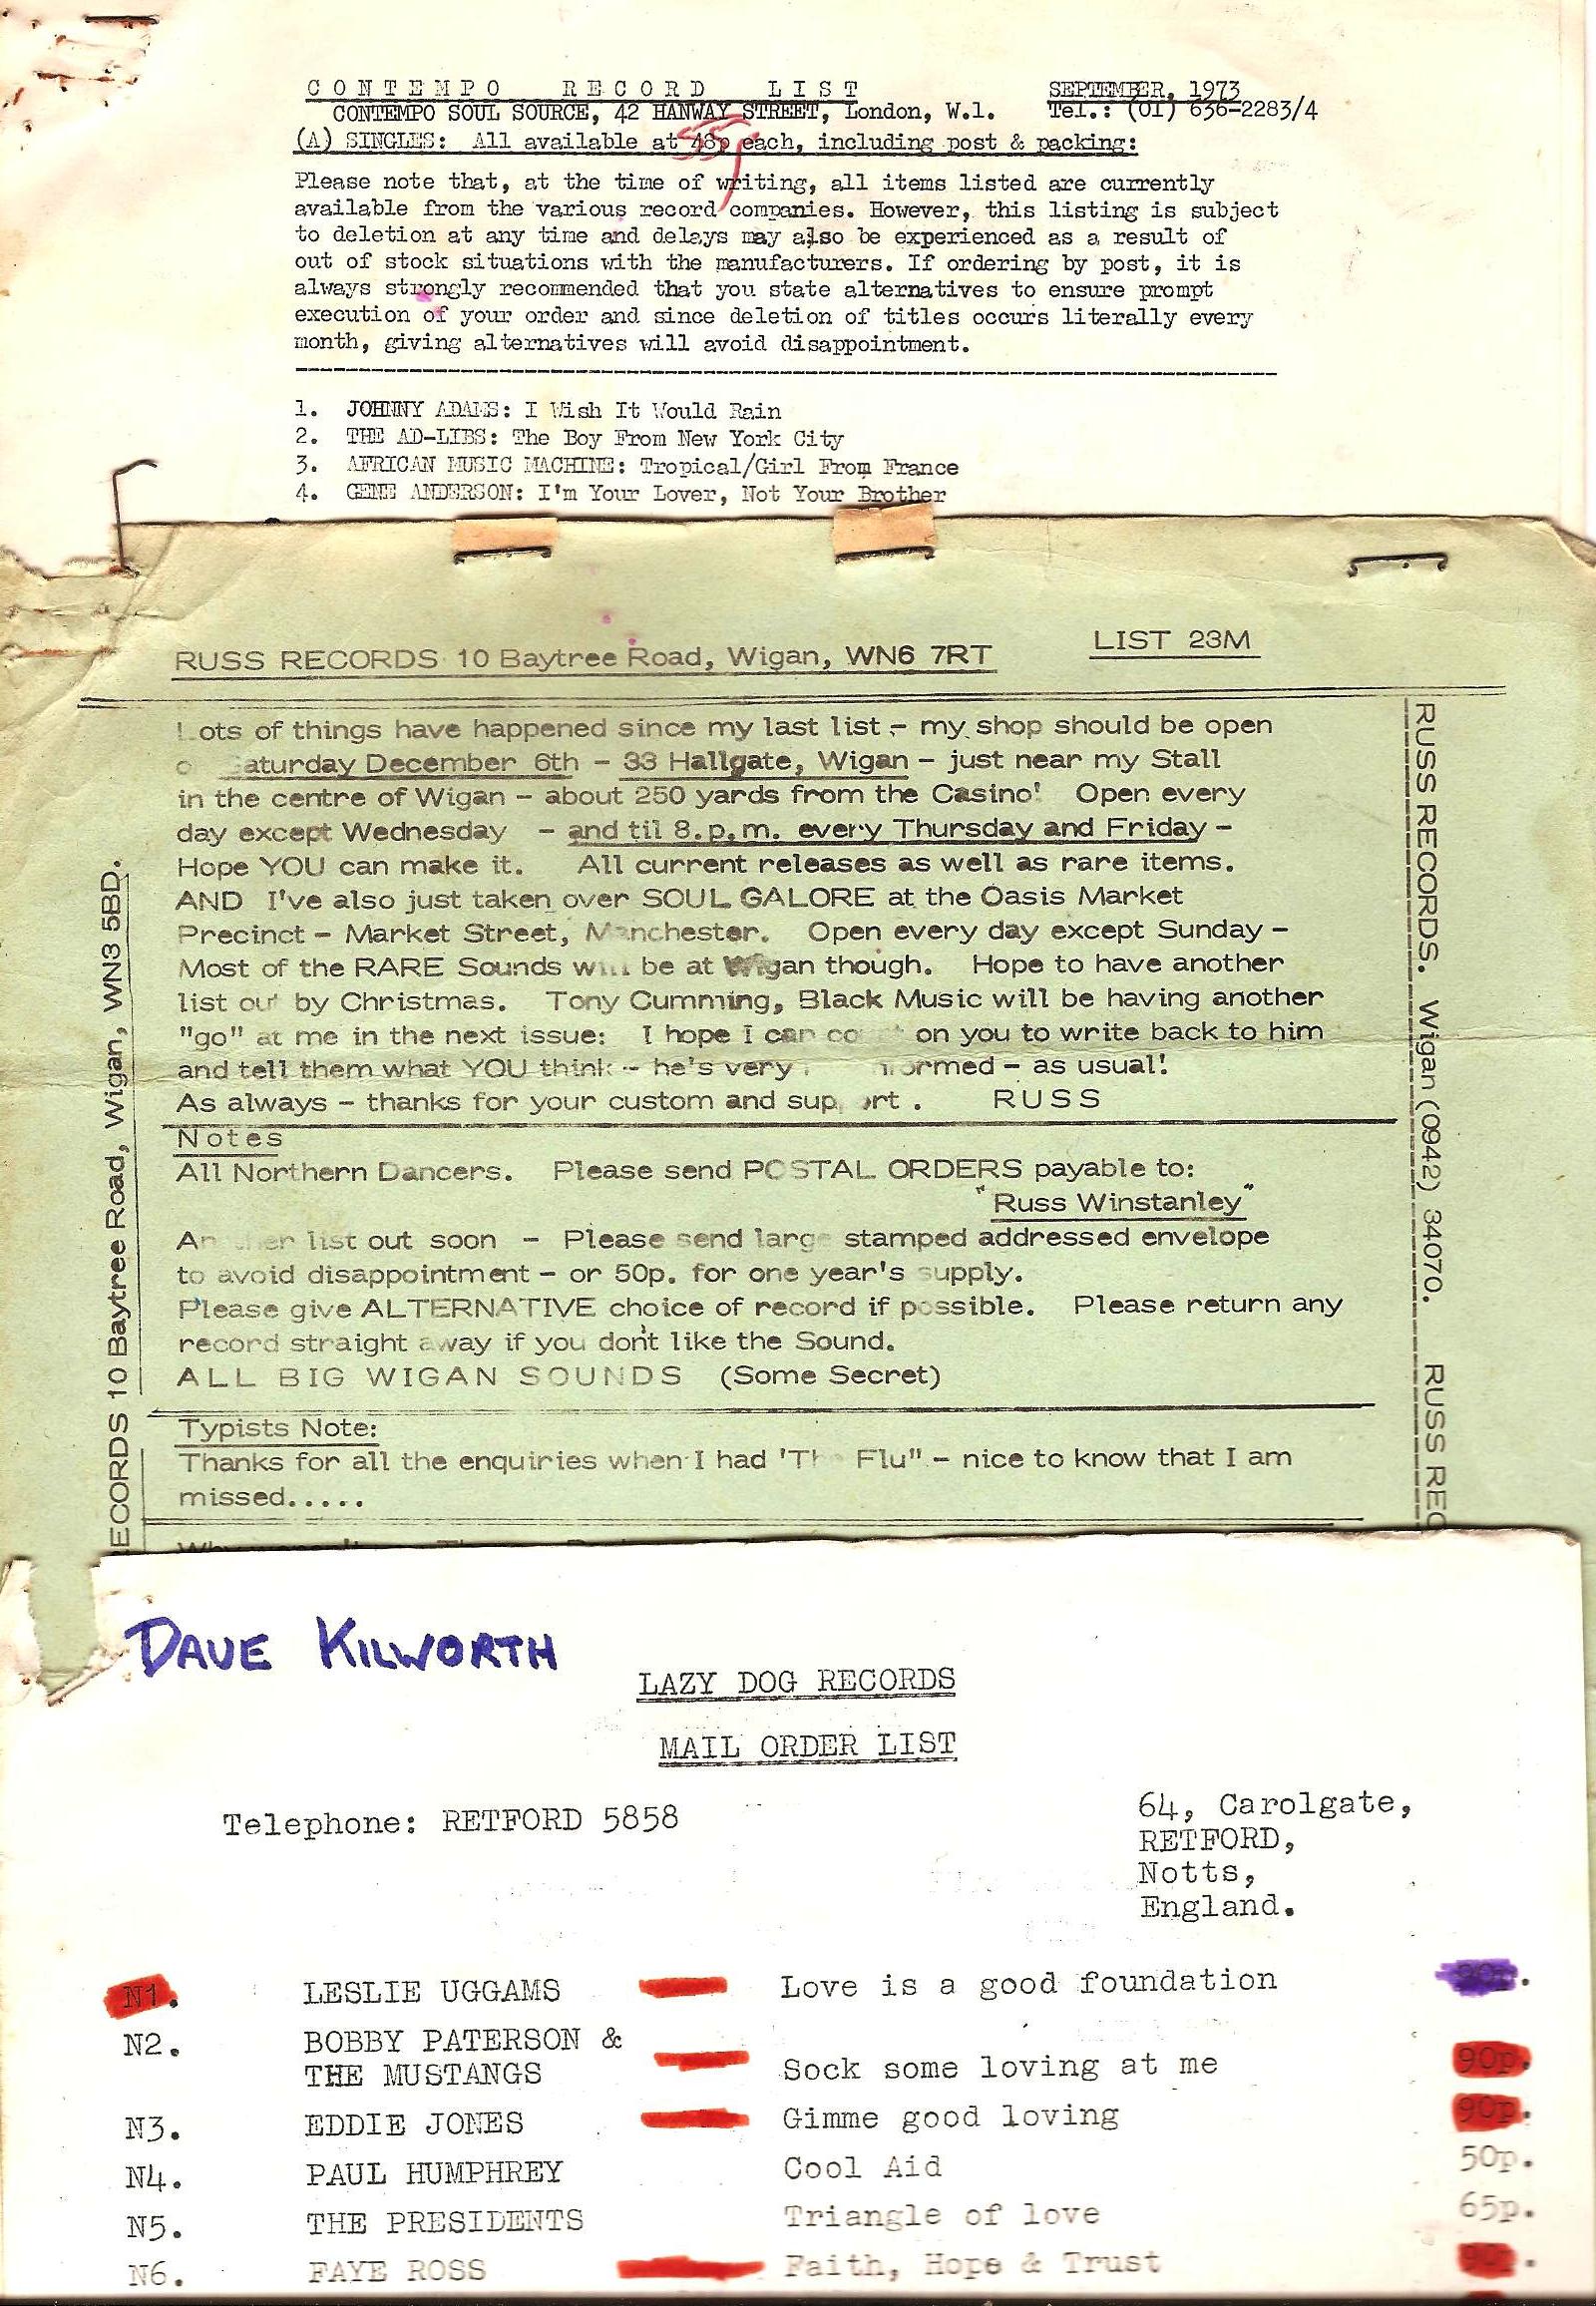 CONTEMPO RECORD LIST SEPTEMBER, 1973
CONTEMPO SOUL SOURCE, 42 HANWAY STREET, London, W.1. Tel.: (01) 636-2283/4
(A) SINGLES: All available at 48p each, including post & packing:
55p
Please note that, at the time of writing, all items listed are currently
available from the various record companies. However, this listing is subject
to deletion at any time and delays may also be experienced as a result of
out of stock situations with the manufacturers. If ordering by post, it is
always strongly recommended that you state alternatives to ensure prompt
execution of your order and since deletion of titles occurs literally every
month, giving alternatives will avoid disappointment.
1. JOHNNY ADAMS: I Wish It Would Rain
2. THE AD-LIBS: The Boy From New York City
3. AFRICAN MUSIC MACHINE: Tropical/Girl From France
4. GENE ANDERSON: I'm Your Lover, Not Your Brother
RUSS RECORDS 10 Baytree Road, Wigan, WN6 7RT LIST 23M
Lots of things have happened since my last list - my shop should be open
Saturday December 6th - 33 Hallgate, Wigan - just near my Stall
in the centre of Wigan - about 250 yards from the Casino! Open every
day except Wednesday - and til 8.p.m. every Thursday and Friday -
Hope YOU can make it. All current releases as well as rare items.
AND I've also just taken over SOUL GALORE at the Oasis Market
Precinct - Market Street, Manchester. Open every day except Sunday -
Most of the RARE Sounds will be at Wigan though. Hope to have another
list out by Christmas. Tony Cumming, Black Music will be having another
"go" at me in the next issue: I hope I can on you to write back to him
and tell them what YOU think - he's very - as usual!
As always - thanks for your custom and support. RUSS
Notes
All Northern Dancers. Please send POSTAL ORDERS payable to:
"Russ Winstanley"
Another list out soon - Please send large stamped addressed envelope
to avoid disappointment - or 50p. for one year's supply.
Please give ALTERNATIVE choice of record if possible. Please return any
record straight away if you don't like the Sound.
ALL BIG WIGAN SOUNDS (Some Secret)
Typists Note:
Thanks for all the enquiries when I had 'The Flu" - nice to know that I am
missed.....
ECORDS 10 Baytree Road, Wigan, WN3 5BD.
RUSS RECORDS. Wigan (0942) 34070. RUSS REC
DAVE KILWORTH
LAZY DOG RECORDS
MAIL ORDER LIST
Telephone: RETFORD 5858
64, Carolgate,
RETFORD,
Notts,
England.
N1. LESLIE UGGAMS Love is a good foundation 90p.
N2. BOBBY PATERSON &
THE MUSTANGS Sock some loving at me 90p.
N3. EDDIE JONES Gimme good loving 90p.
N4. PAUL HUMPHREY Cool Aid 50p.
N5. THE PRESIDENTS Triangle of love 65p.
N6. FAYE ROSS Faith, Hope & Trust 90p.